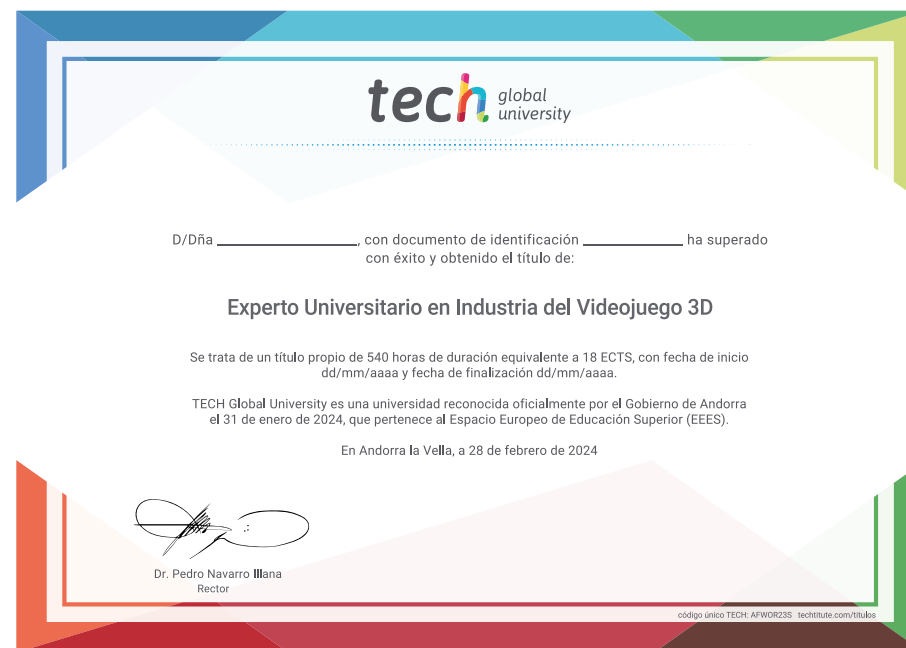 tech global university
D/Dña ____________, con documento de identificación ____________ ha superado
con éxito y obtenido el título de:
Experto Universitario en Industria del Videojuego 3D
Se trata de un título propio de 540 horas de duración equivalente a 18 ECTS, con fecha de inicio
dd/mm/aaaa y fecha de finalización dd/mm/aaaa.
TECH Global University es una universidad reconocida oficialmente por el Gobierno de Andorra
el 31 de enero de 2024, que pertenece al Espacio Europeo de Educación Superior (EEES).
En Andorra la Vella, a 28 de febrero de 2024
Dr. Pedro Navarro Illana
Rector
código único TECH: AFWOR23S techtitute.com/titulos